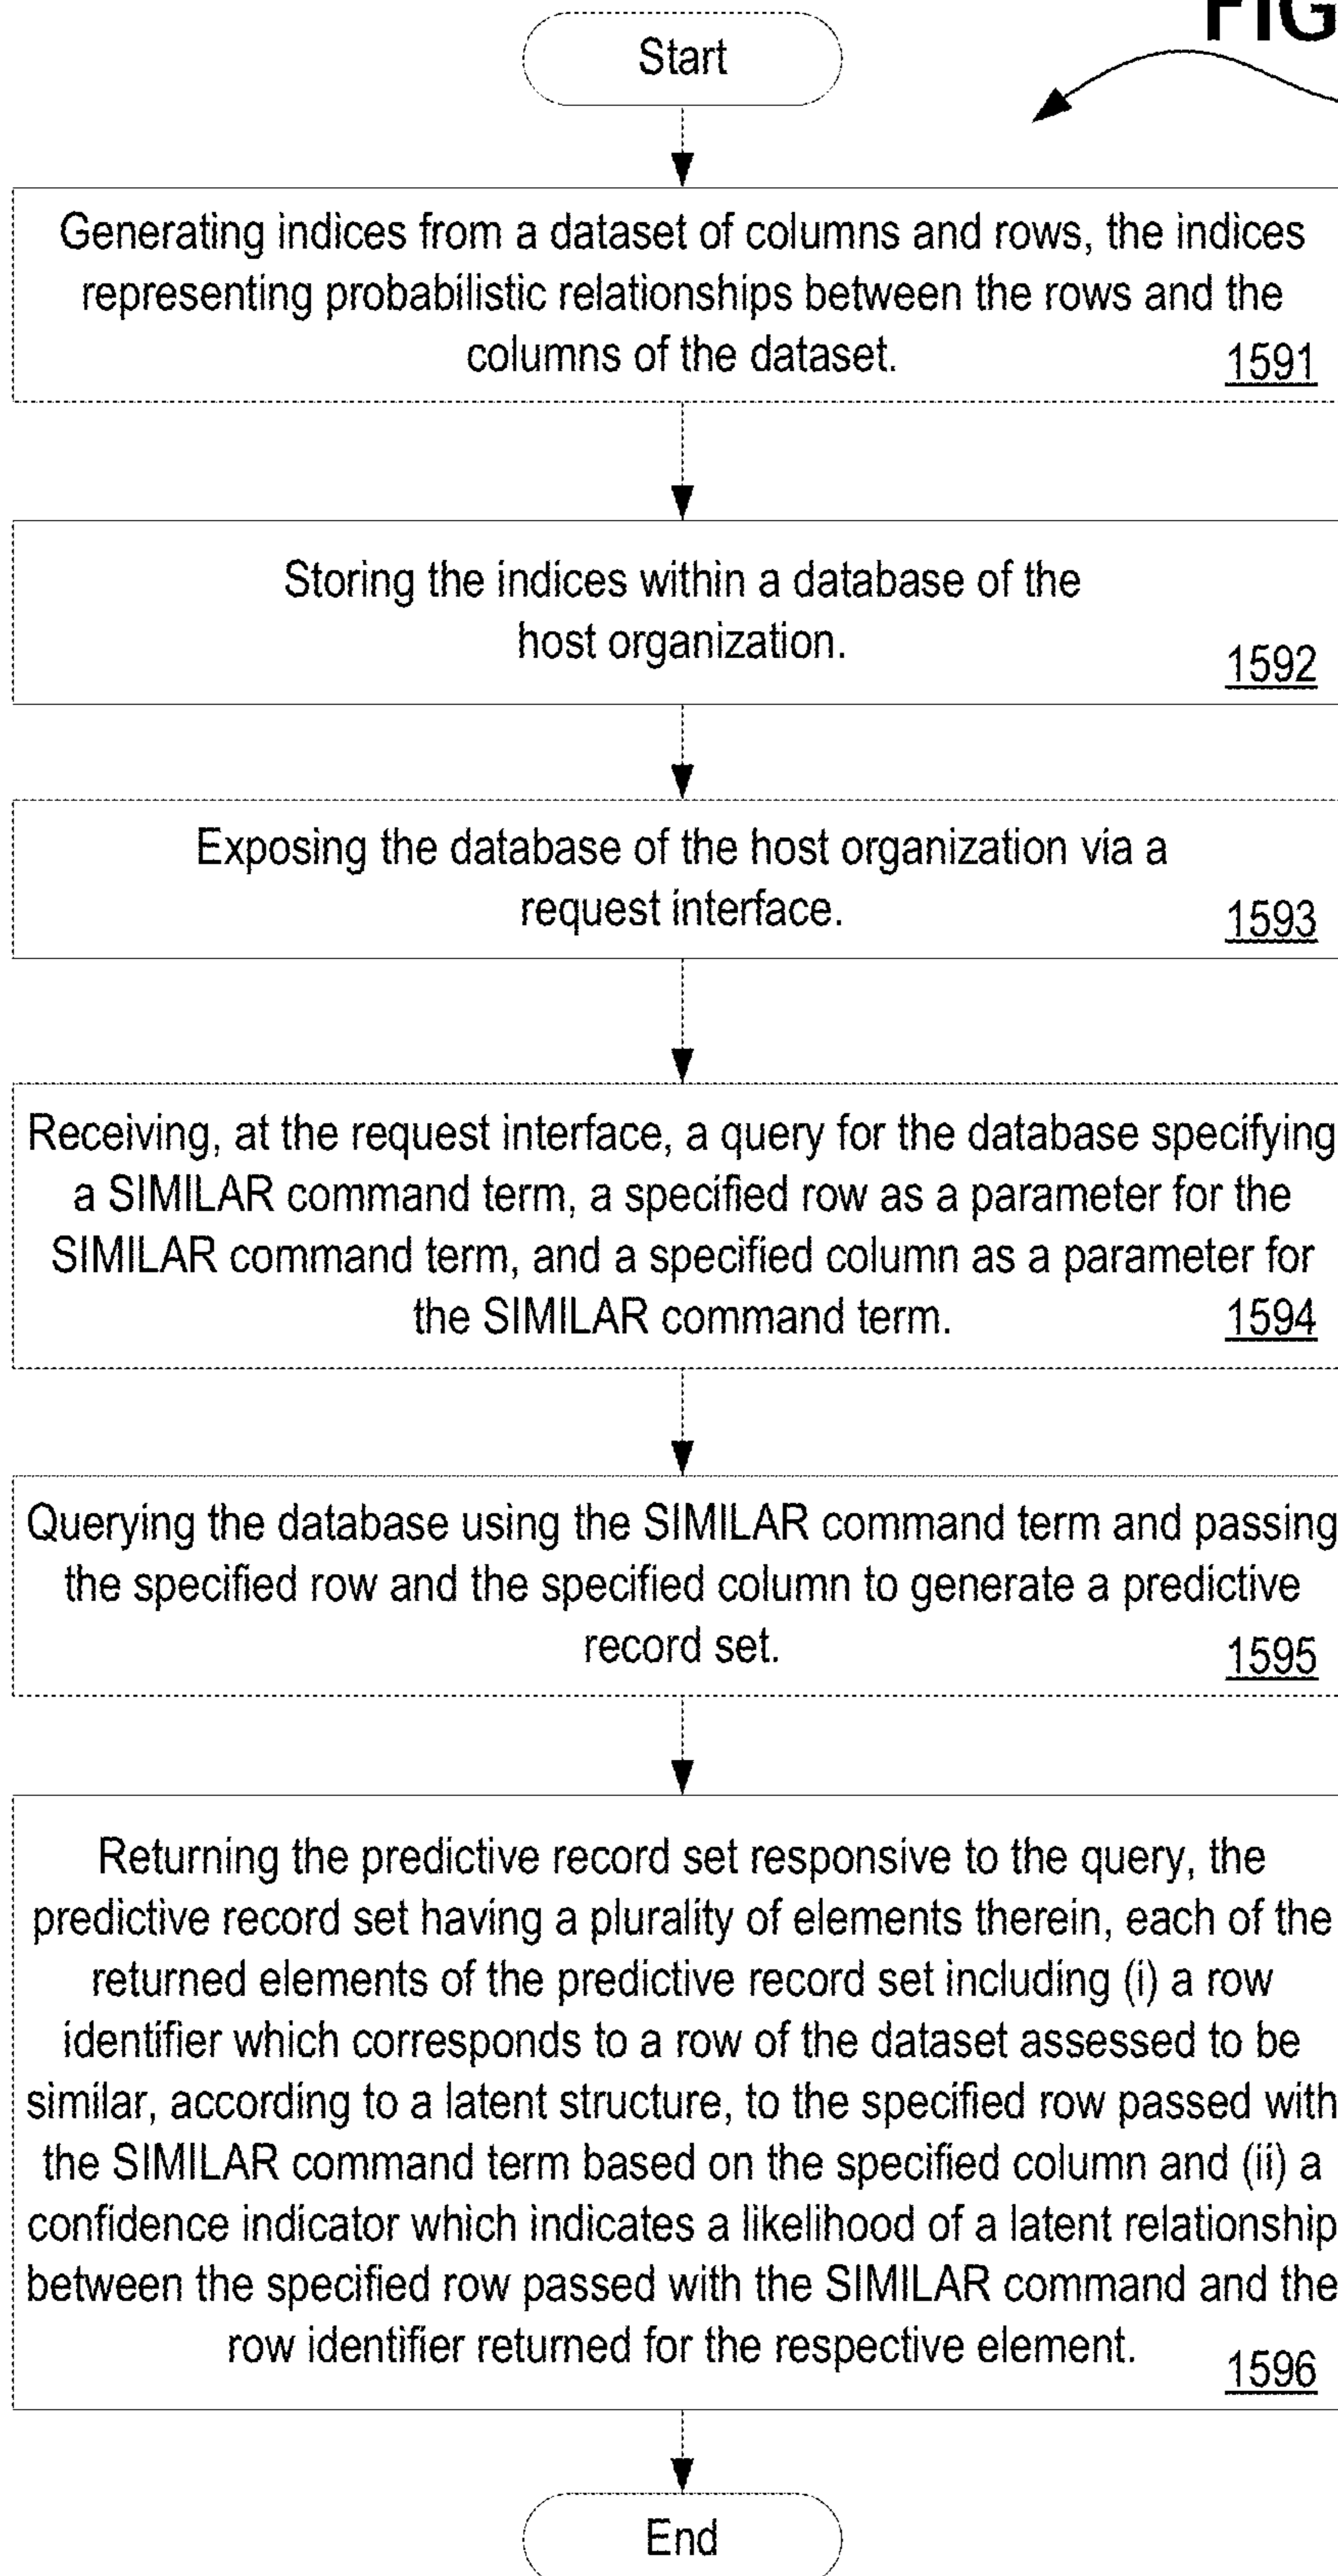 FIG
Start
Generating indices from a dataset of columns and rows, the indices
representing probabilistic relationships between the rows and the
columns of the dataset.
1591
Storing the indices within a database of the
host organization.
1592
Exposing the database of the host organization via a
request interface.
1593
Receiving, at the request interface, a query for the database specifying
a SIMILAR command term, a specified row as a parameter for the
SIMILAR command term, and a specified column as a parameter for
the SIMILAR command term.
1594
Querying the database using the SIMILAR command term and passing
the specified row and the specified column to generate a predictive
record set.
1595
Returning the predictive record set responsive to the query, the
predictive record set having a plurality of elements therein, each of the
returned elements of the predictive record set including (i) a row
identifier which corresponds to a row of the dataset assessed to be
similar, according to a latent structure, to the specified row passed with
the SIMILAR command term based on the specified column and (ii) a
confidence indicator which indicates a likelihood of a latent relationship
between the specified row passed with the SIMILAR command and the
row identifier returned for the respective element.
1596
End